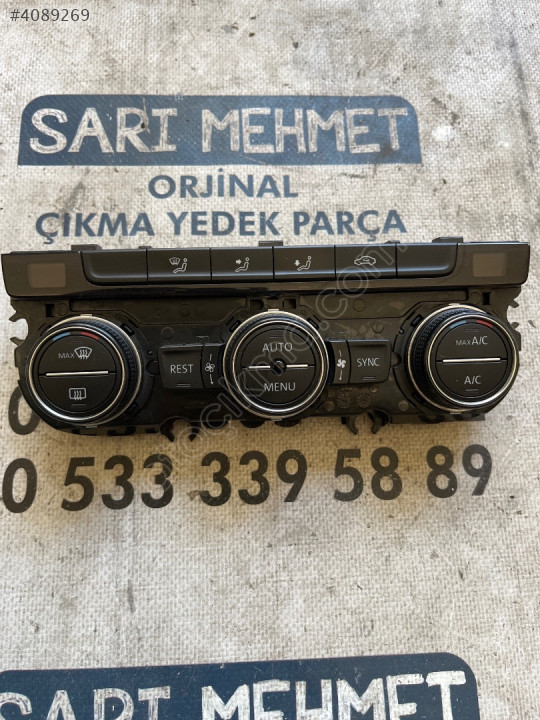 #4089269
SARI MEHMET
ORJİNAL
ÇIKMA YEDEK PARÇA
MAX
REST
AUTO
MENU
SYNC
MAX A/C
A/C
0 533 339 58 89
SARI MEHMET